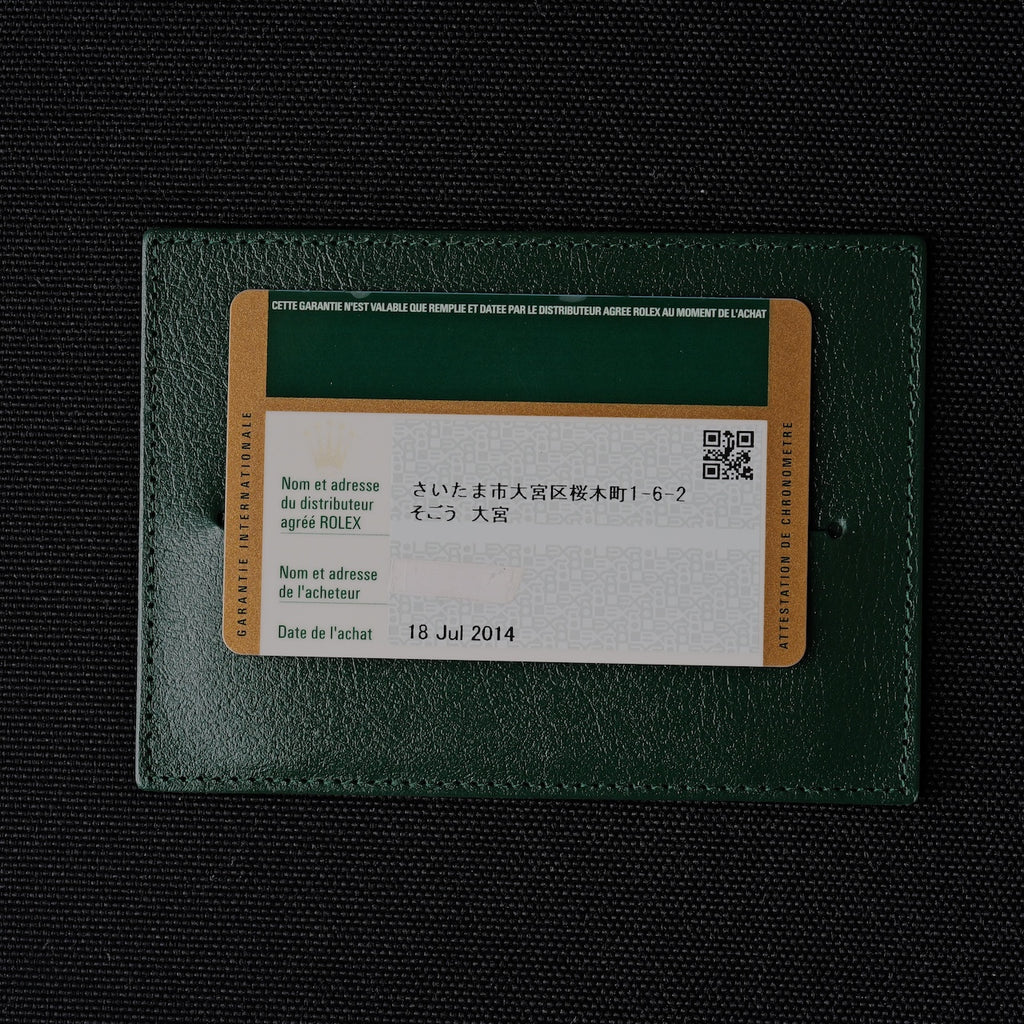 CETTE GARANTIE N'EST VALABLE QUE REMPLIE ET DATEE PAR LE DISTRIBUTEUR AGREE ROLEX AU MOMENT DE L'ACHAT
GARANTIE INTERNATIONALE
Nom et adresse
du distributeur
agréé ROLEX
さいたま市大宮区桜木町1-6-2
そごう 大宮
Nom et adresse
de l'acheteur
Date de l'achat
18 Jul 2014
ATTESTATION DE CHRONOMETRE